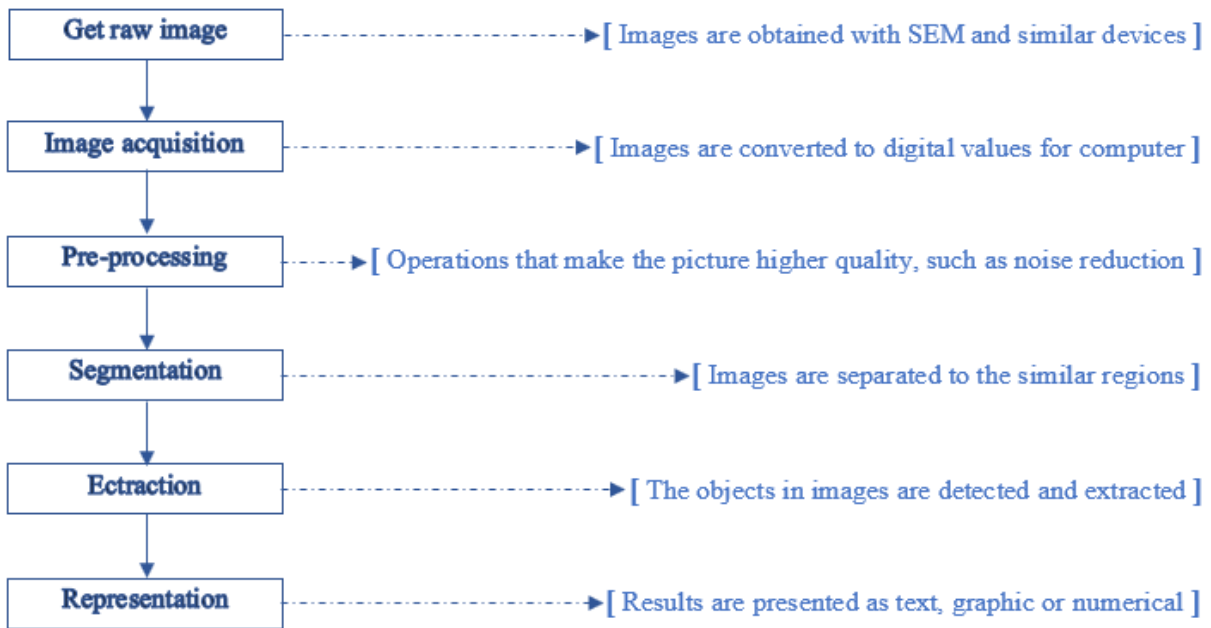 Get raw image [ Images are obtained with SEM and similar devices ]
Image acquisition [ Images are converted to digital values for computer ]
Pre-processing [ Operations that make the picture higher quality, such as noise reduction ]
Segmentation [ Images are separated to the similar regions ]
Ectraction [ The objects in images are detected and extracted ]
Representation [ Results are presented as text, graphic or numerical ]